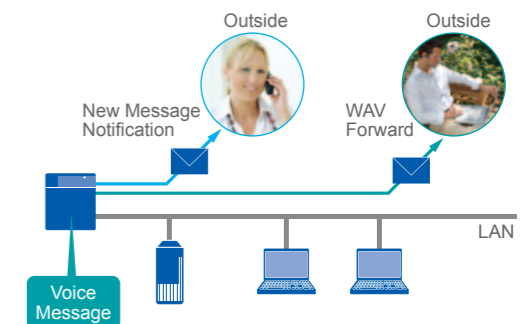 Outside
Outside
New Message
Notification
WAV
Forward
LAN
Voice
Message